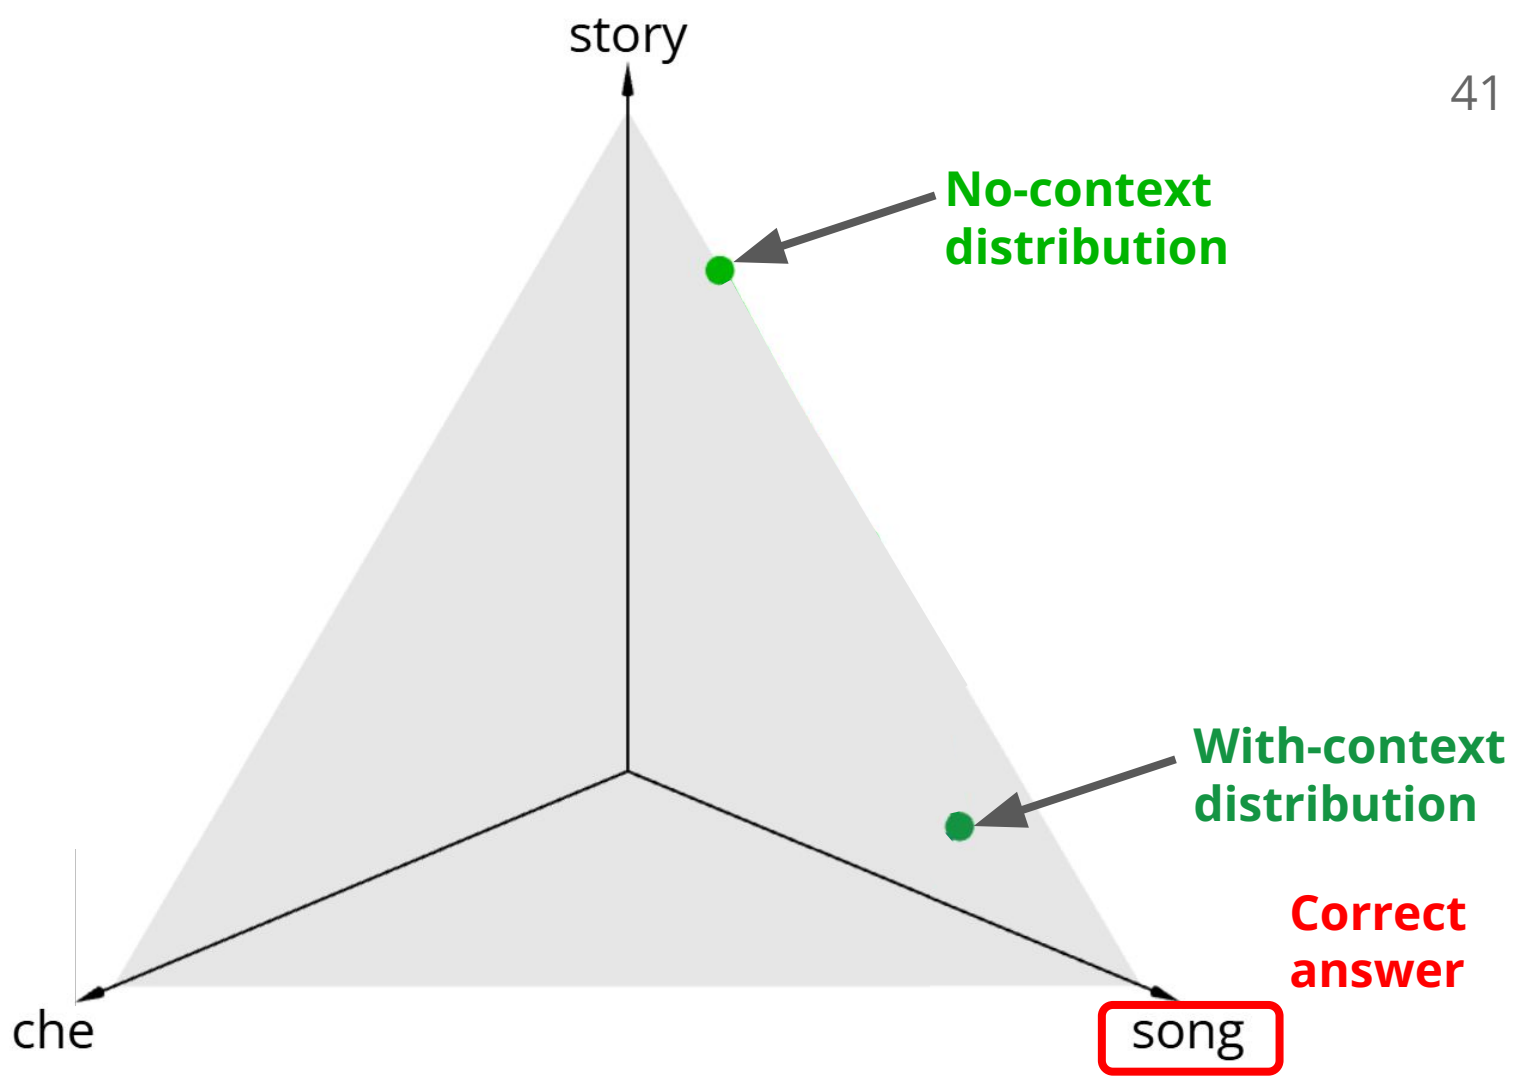 story
41
No-context
distribution
With-context
distribution
Correct
answer
che
song